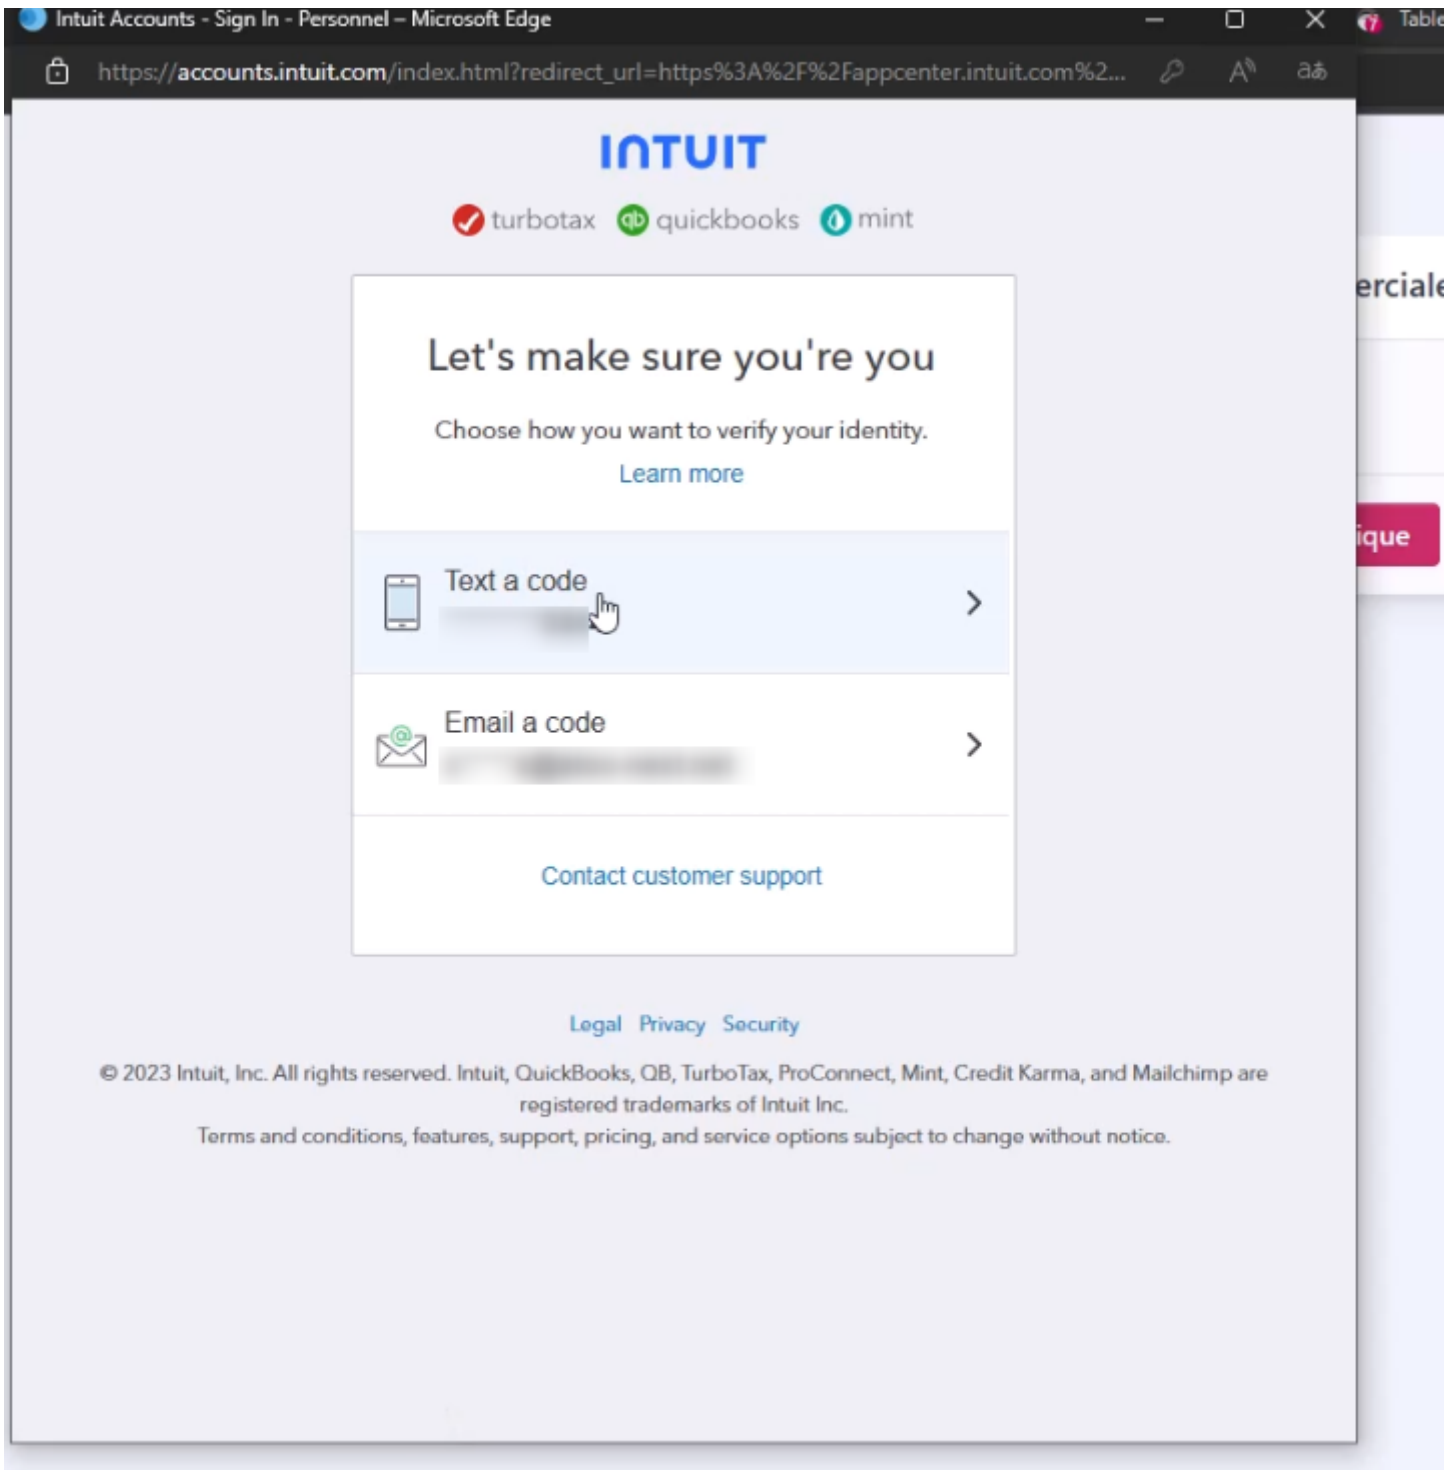 Intuit Accounts - Sign In - Personnel – Microsoft Edge
Table
https://accounts.intuit.com/index.html?redirect_url=https%3A%2F%2Fappcenter.intuit.com%2...
INTUIT
turbotax quickbooks mint
erciale
Let's make sure you're you
Choose how you want to verify your identity.
Learn more
ique
Text a code
Email a code
Contact customer support
Legal Privacy Security
© 2023 Intuit, Inc. All rights reserved. Intuit, QuickBooks, QB, TurboTax, ProConnect, Mint, Credit Karma, and Mailchimp are
registered trademarks of Intuit Inc.
Terms and conditions, features, support, pricing, and service options subject to change without notice.